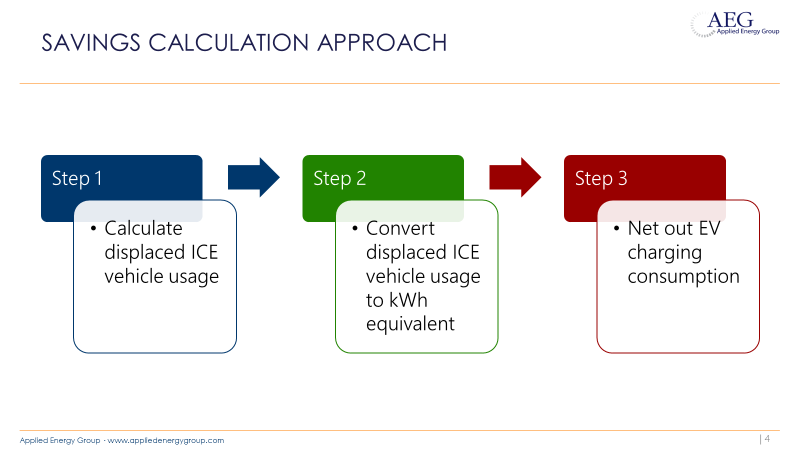 SAVINGS CALCULATION APPROACH
AEG
Applied Energy Group
Step 1
• Calculate
displaced ICE
vehicle usage
Step 2
• Convert
displaced ICE
vehicle usage
to kWh
equivalent
Step 3
• Net out EV
charging
consumption
Applied Energy Group · www.appliedenergygroup.com
| 4